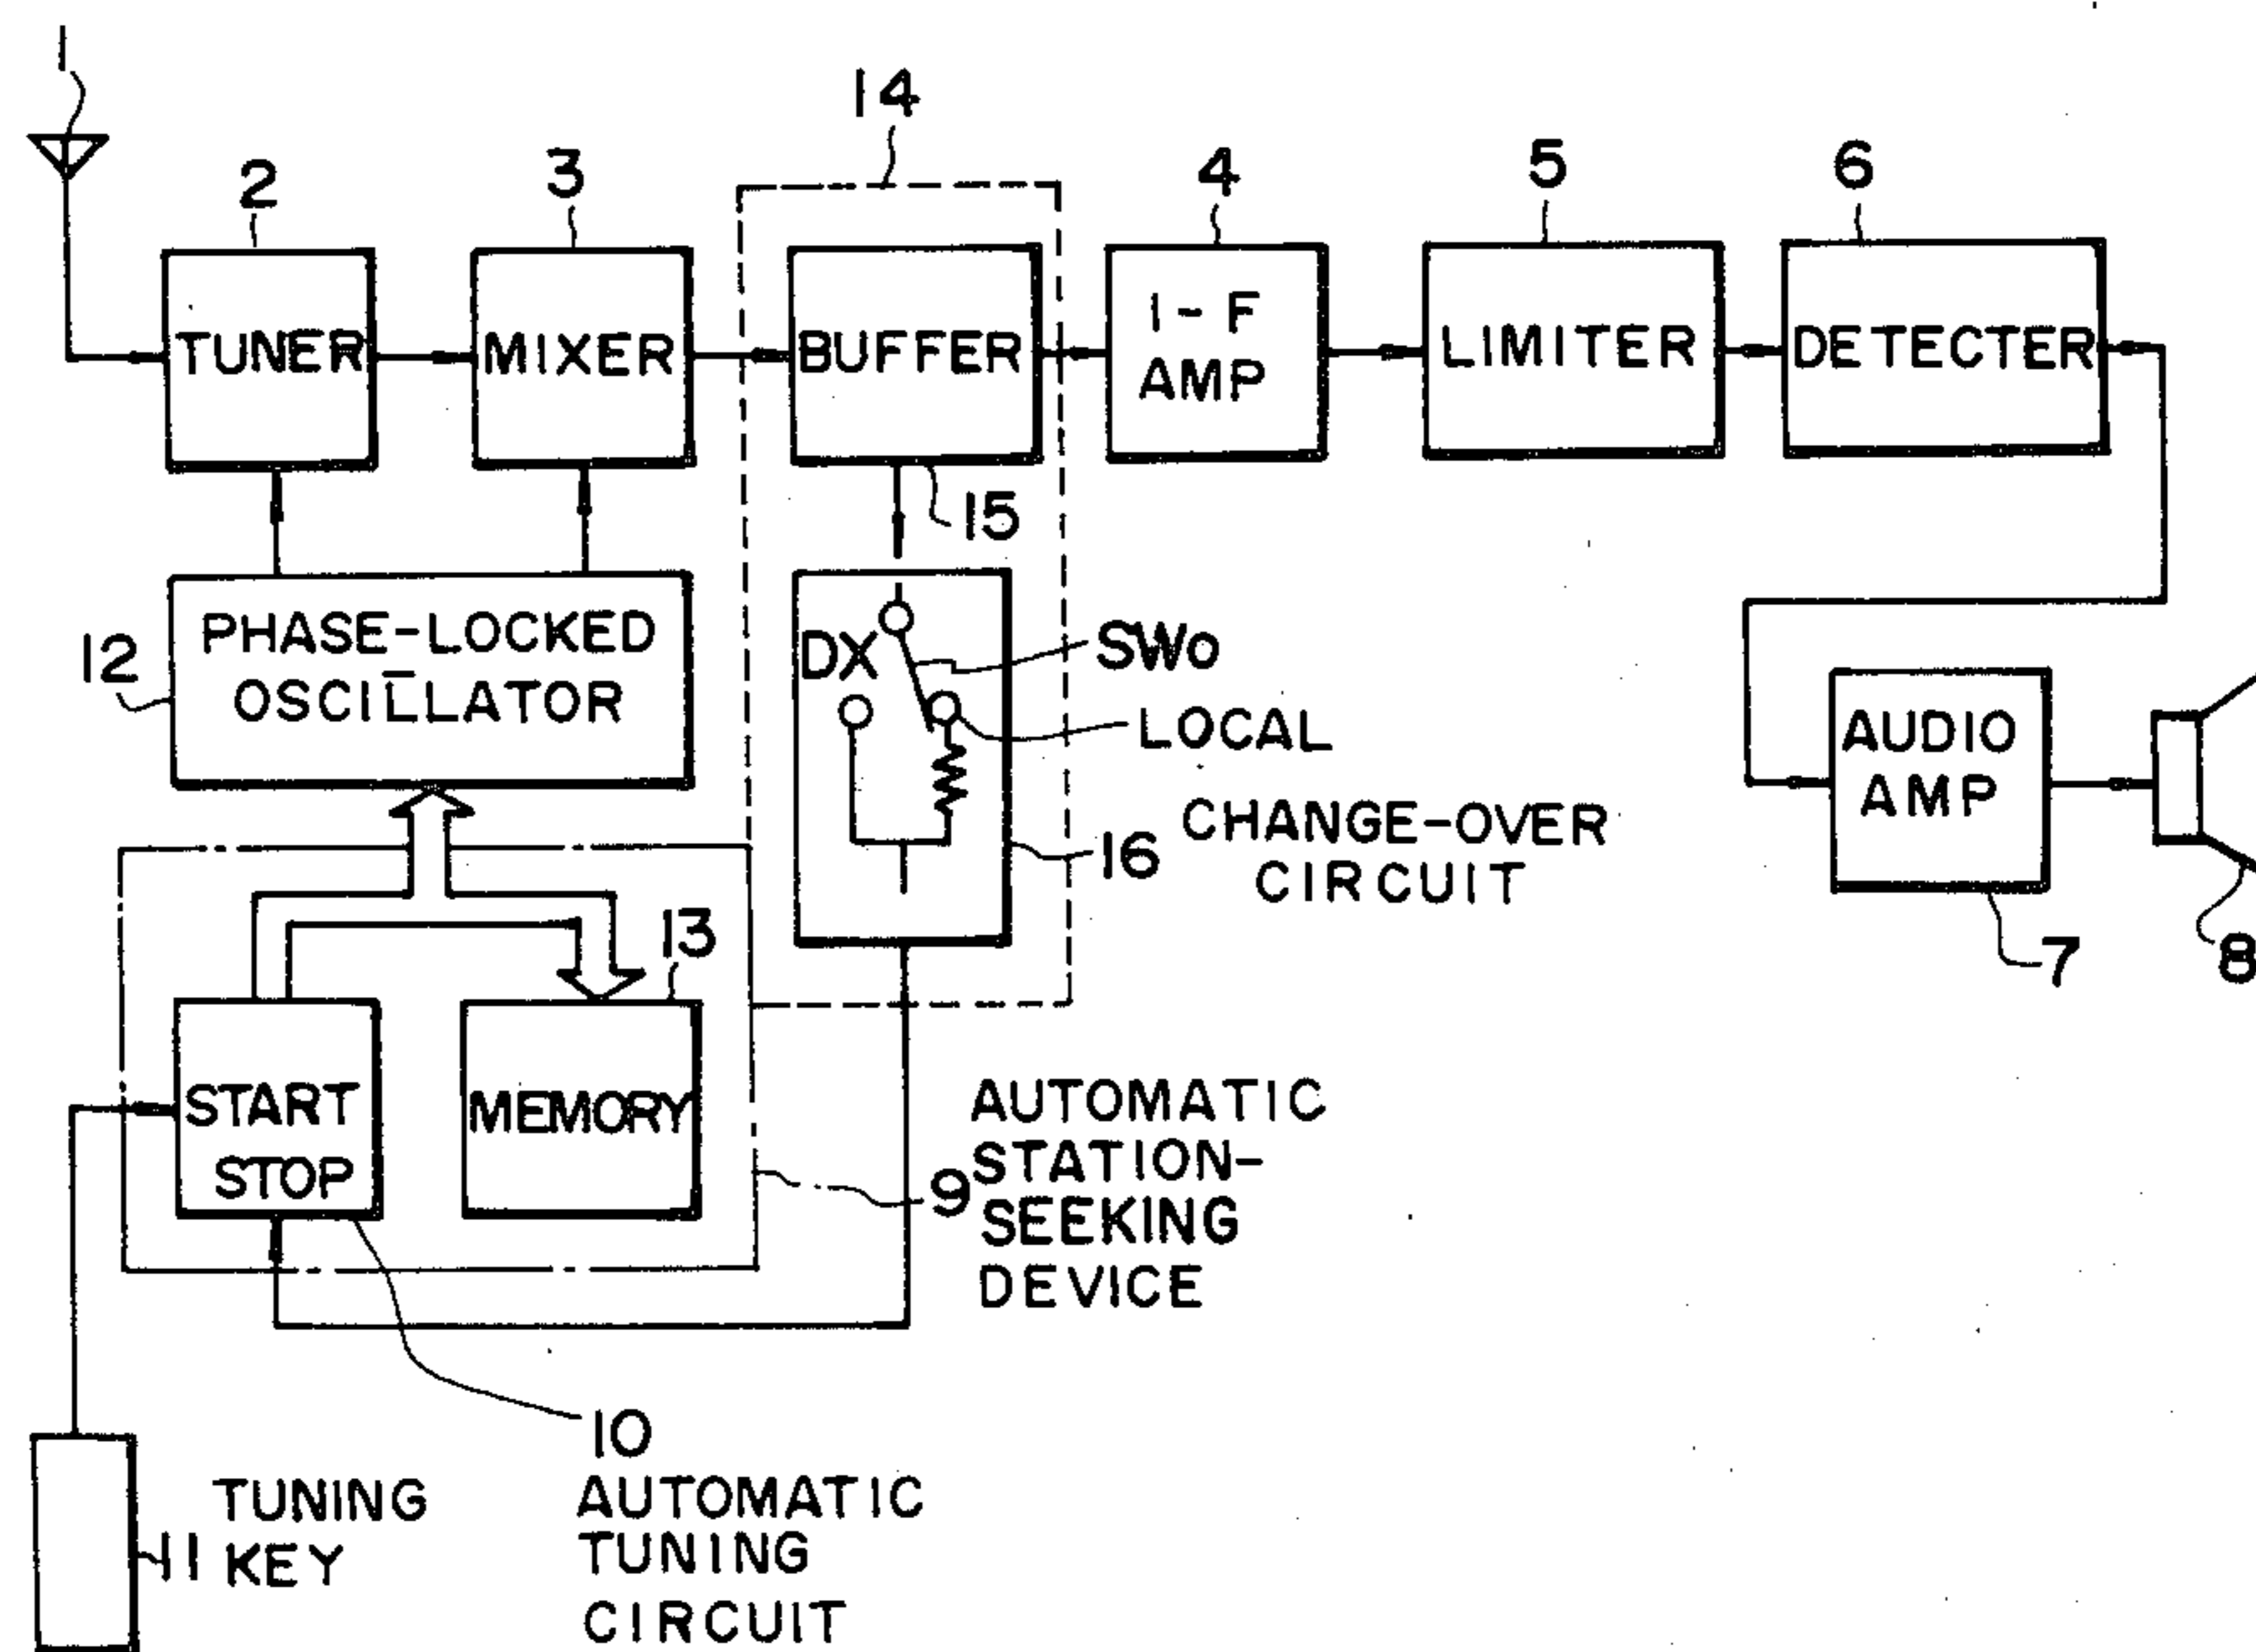 1
14
2
3
4
5
6
TUNER
MIXER
BUFFER
I-F
AMP
LIMITER
DETECTER
15
12
PHASE-LOCKED
OSCILLATOR
DX
SWo
LOCAL
CHANGE-OVER
CIRCUIT
16
AUDIO
AMP
7
8
13
START
STOP
MEMORY
9
AUTOMATIC
STATION-
SEEKING
DEVICE
10
AUTOMATIC
TUNING
CIRCUIT
11
TUNING
KEY